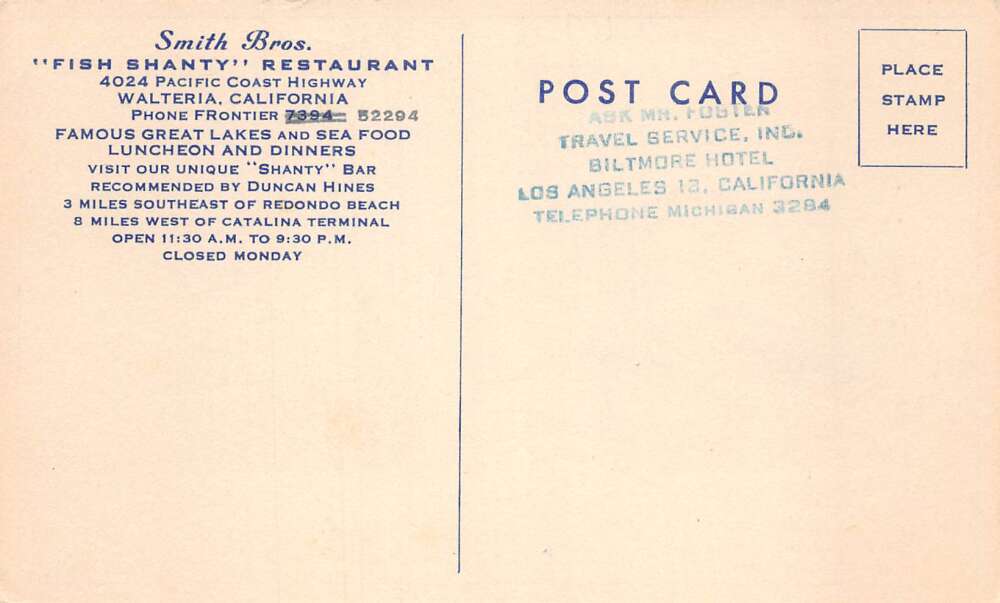 Smith Bros.
"FISH SHANTY" RESTAURANT
4024 PACIFIC COAST HIGHWAY
WALTERIA, CALIFORNIA
PHONE FRONTIER 7394 52294
FAMOUS GREAT LAKES AND SEA FOOD
LUNCHEON AND DINNERS
VISIT OUR UNIQUE "SHANTY" BAR
RECOMMENDED BY DUNCAN HINES
3 MILES SOUTHEAST OF REDONDO BEACH
8 MILES WEST OF CATALINA TERMINAL
OPEN 11:30 A.M. TO 9:30 P.M.
CLOSED MONDAY
POST CARD
ASK MR. FOSTER
TRAVEL SERVICE, INC.
BILTMORE HOTEL
LOS ANGELES 13, CALIFORNIA
TELEPHONE MICHIGAN 3284
PLACE
STAMP
HERE